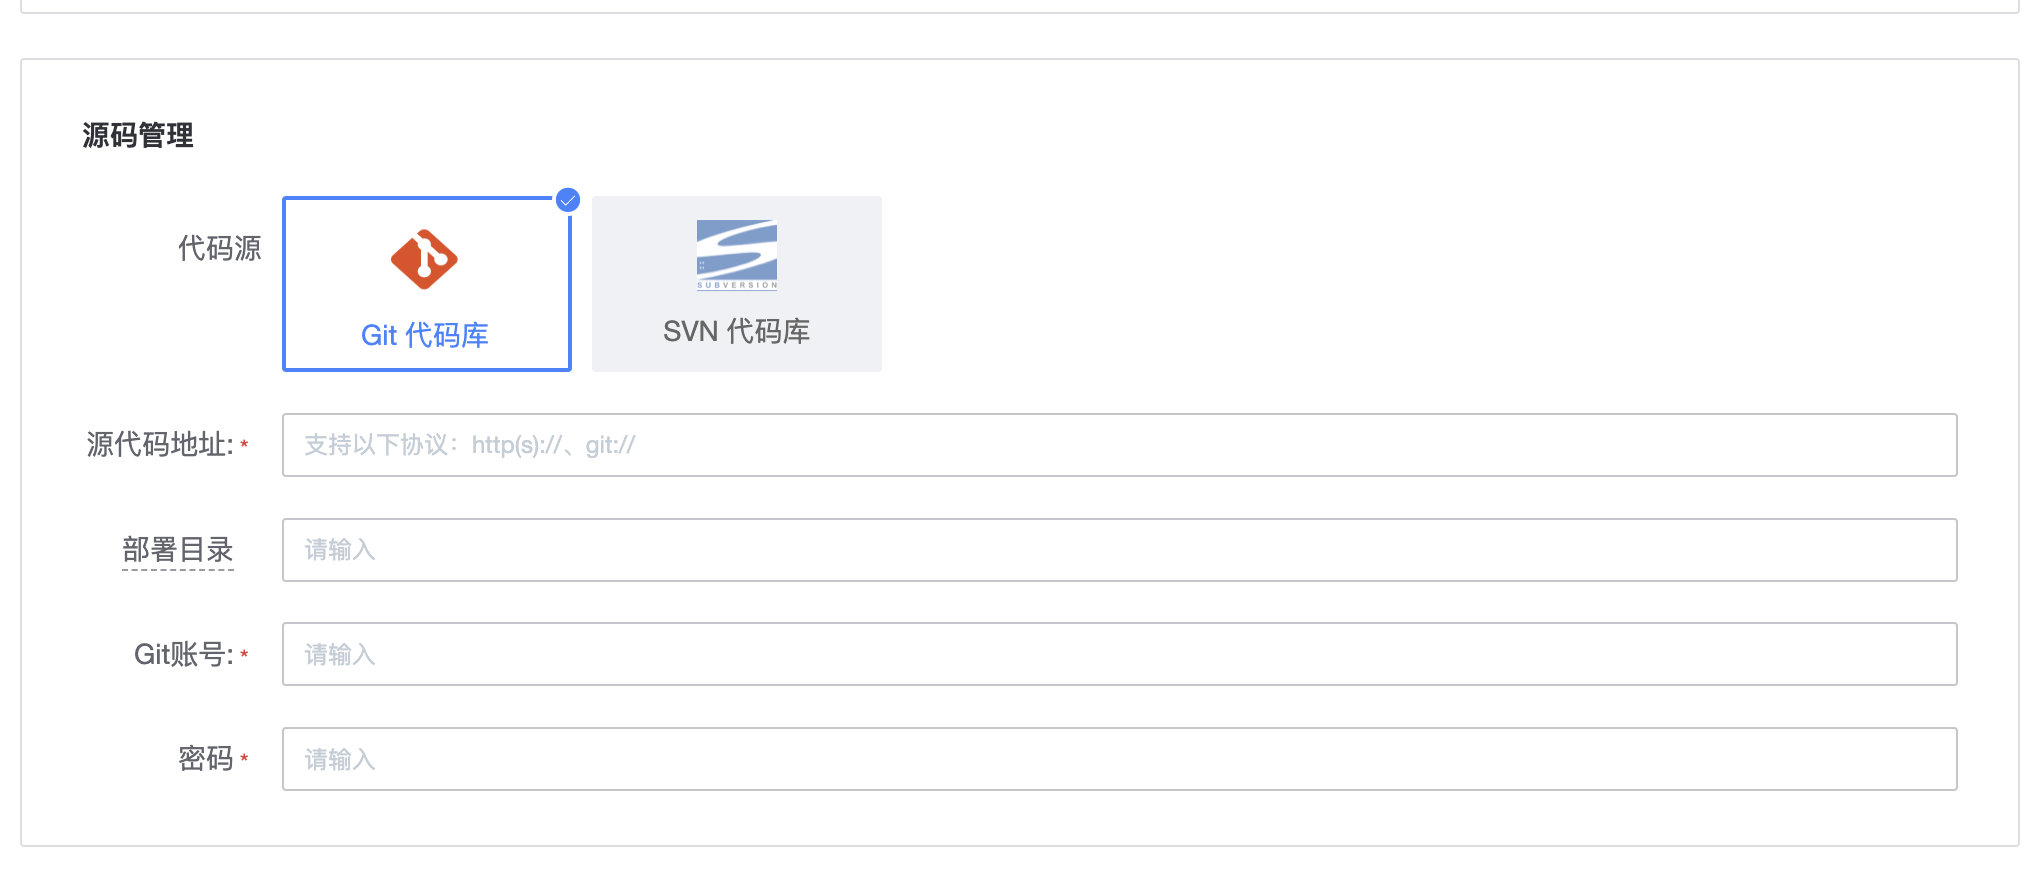 源码管理
代码源
SUBVERSION
Git 代码库
SVN 代码库
源代码地址:*
支持以下协议：http(s)://、git://
部署目录
请输入
Git账号:*
请输入
密码*
请输入